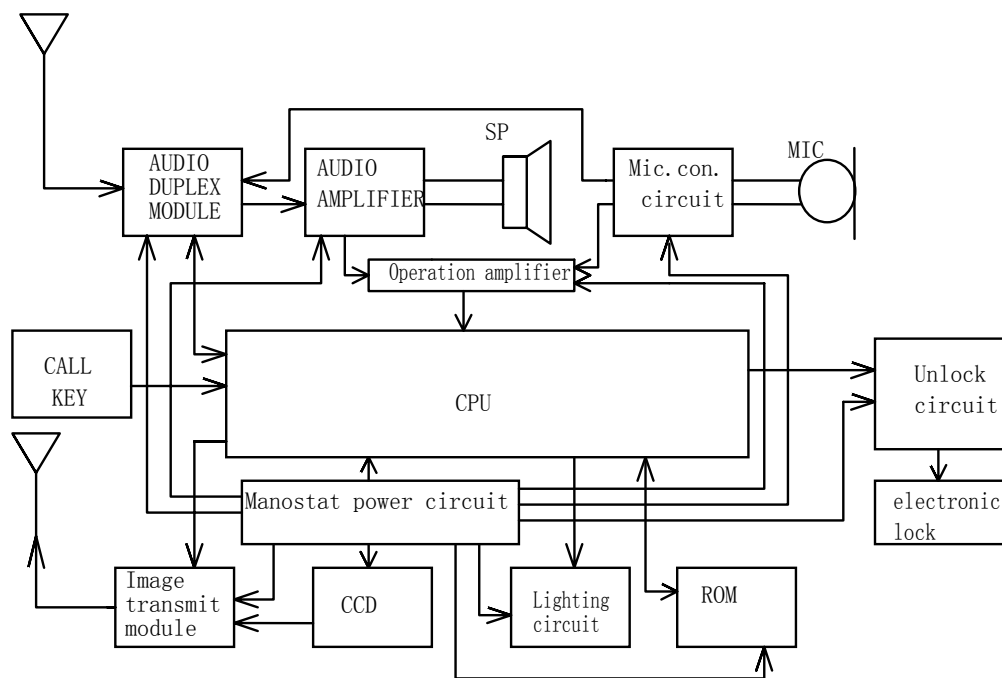 SP
MIC
AUDIO
DUPLEX
MODULE
AUDIO
AMPLIFIER
Mic.con.
circuit
Operation amplifier
CALL
KEY
CPU
Unlock
circuit
Manostat power circuit
electronic
lock
Image
transmit
module
CCD
Lighting
circuit
ROM